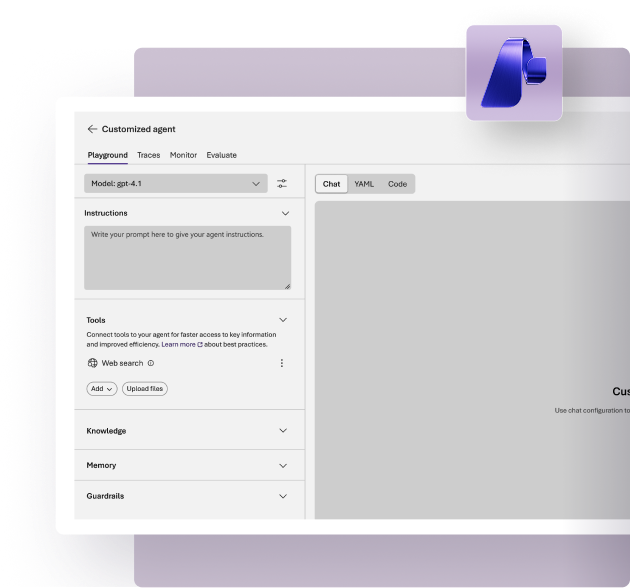 Customized agent
Playground Traces Monitor Evaluate
Model: gpt-4.1
Chat YAML Code
Instructions
Write your prompt here to give your agent instructions.
Tools
Connect tools to your agent for faster access to key information
and improved efficiency. Learn more about best practices.
Web search
Add Upload files
Cus
Use chat configuration to
Knowledge
Memory
Guardrails